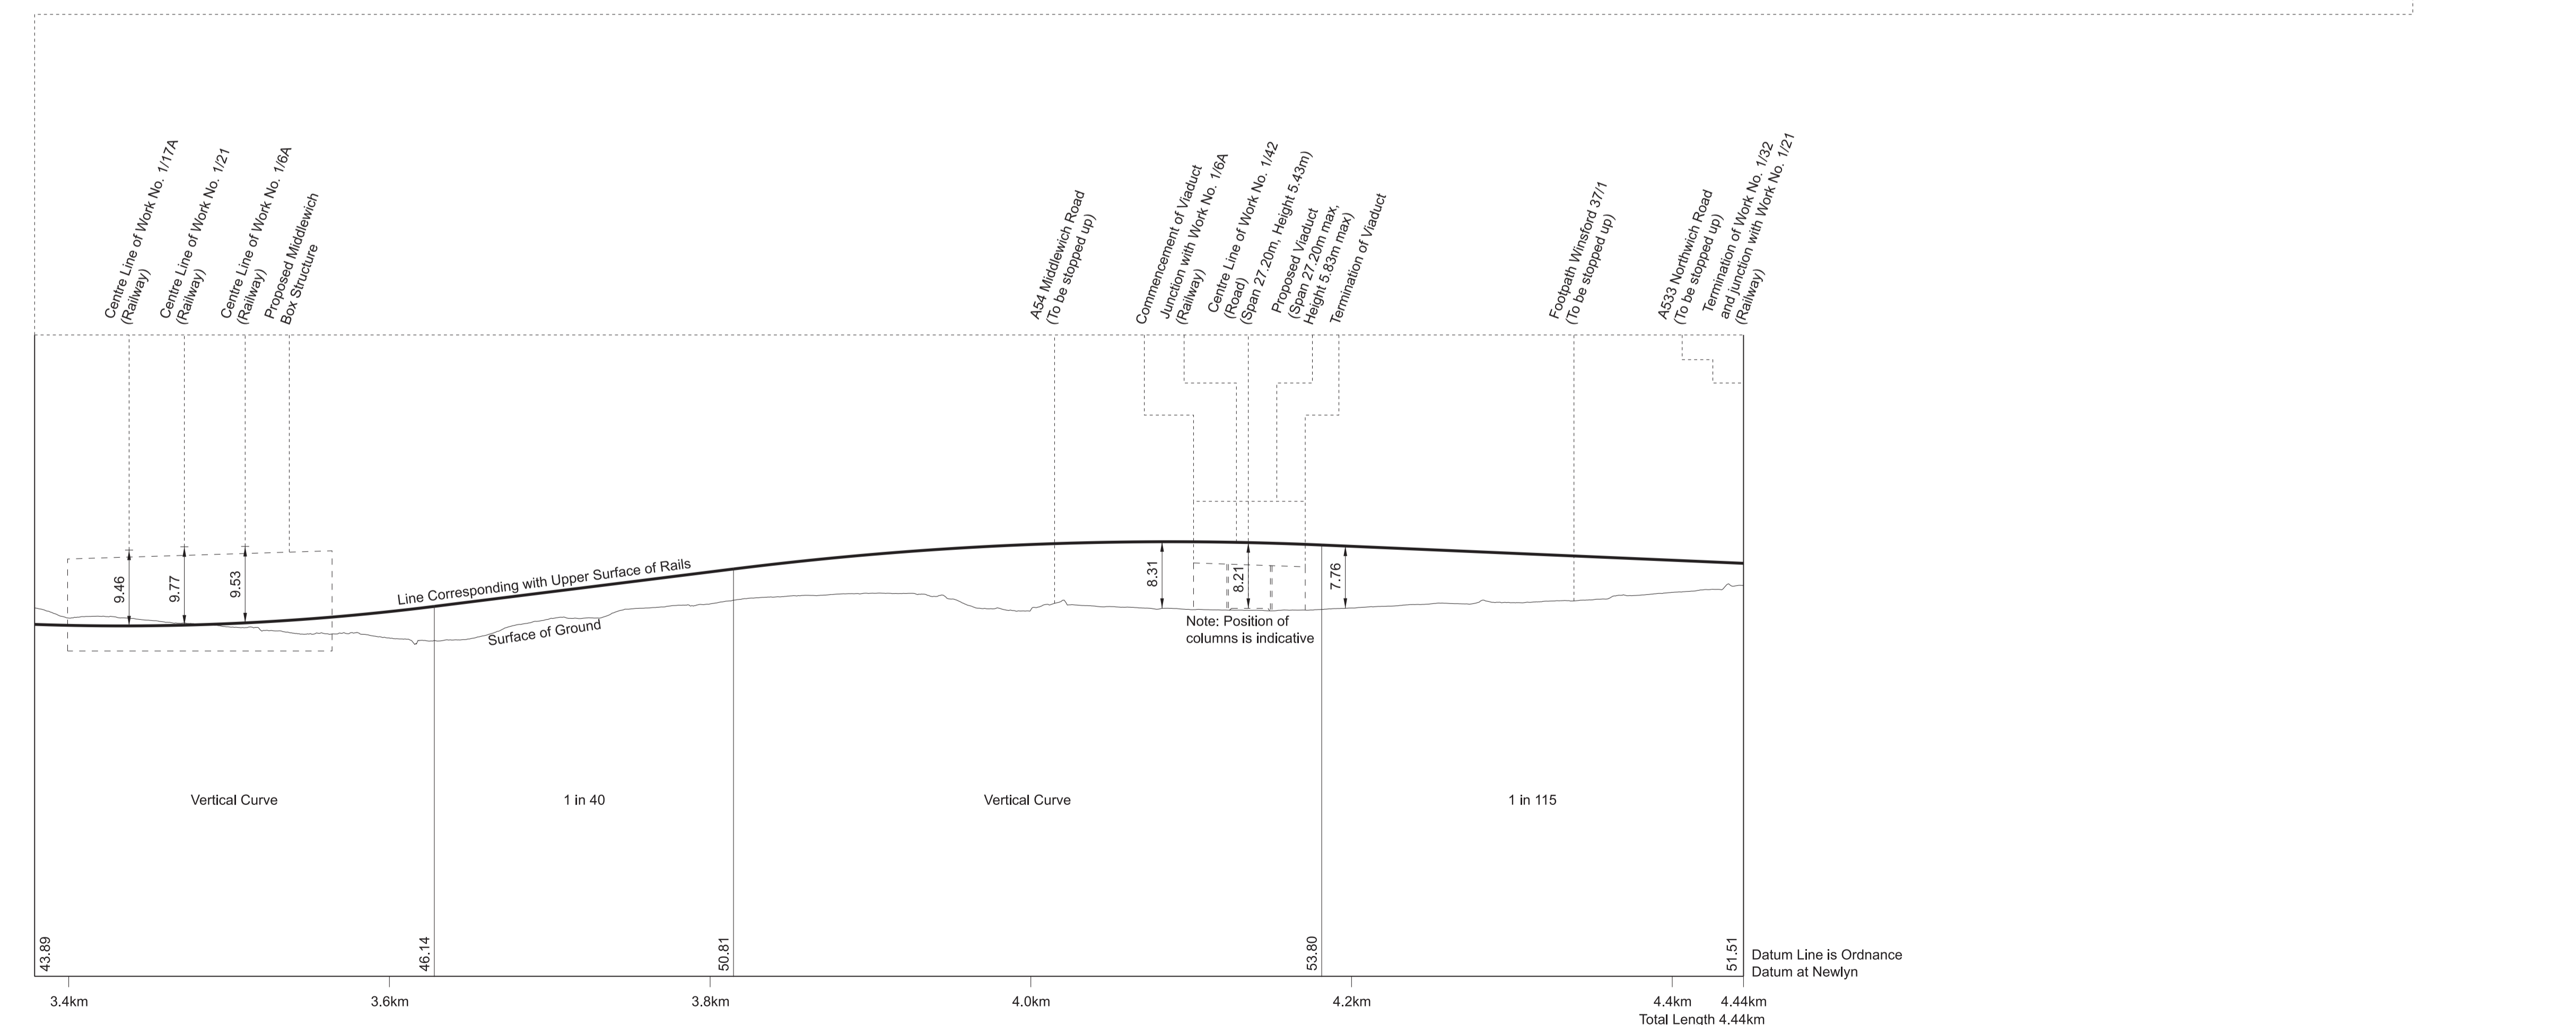 Centre Line of Work No. 1/17A
(Railway)
Centre Line of Work No. 1/21
(Railway)
Centre Line of Work No. 1/6A
(Railway)
Proposed Middlewich
Box Structure
A54 Middlewich Road
(To be stopped up)
Commencement of Viaduct
Junction with Work No. 1/6A
(Railway)
Centre Line of Work No. 1/42
(Road)
(Span 27.20m, Height 5.43m)
Proposed Viaduct
(Span 27.20m max,
Height 5.83m max)
Termination of Viaduct
Footpath Winsford 37/1
(To be stopped up)
A533 Northwich Road
(To be stopped up)
Termination of Work No. 1/32
and junction with Work No. 1/21
(Railway)
9.46
9.77
9.53
Line Corresponding with Upper Surface of Rails
Surface of Ground
8.31
8.21
7.76
Note: Position of
columns is indicative
Vertical Curve
1 in 40
Vertical Curve
1 in 115
43.89
46.14
50.81
53.80
51.51
Datum Line is Ordnance
Datum at Newlyn
3.4km
3.6km
3.8km
4.0km
4.2km
4.4km
4.44km
Total Length 4.44km